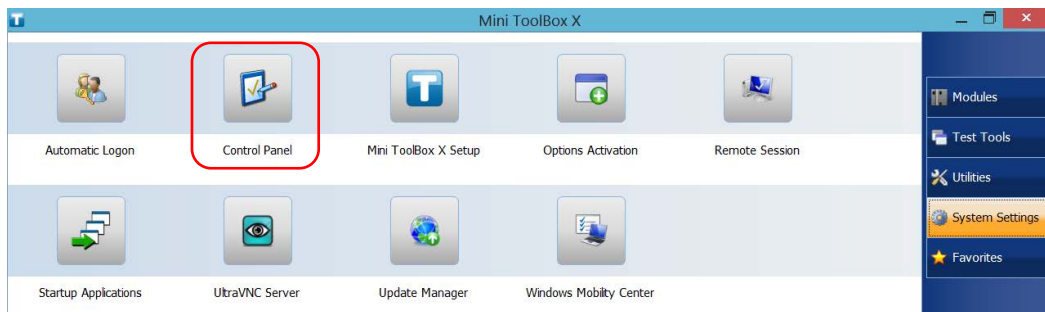 Mini ToolBox X
Automatic Logon
Control Panel
Mini ToolBox X Setup
Options Activation
Remote Session
Startup Applications
UltraVNC Server
Update Manager
Windows Mobility Center
Modules
Test Tools
Utilities
System Settings
Favorites